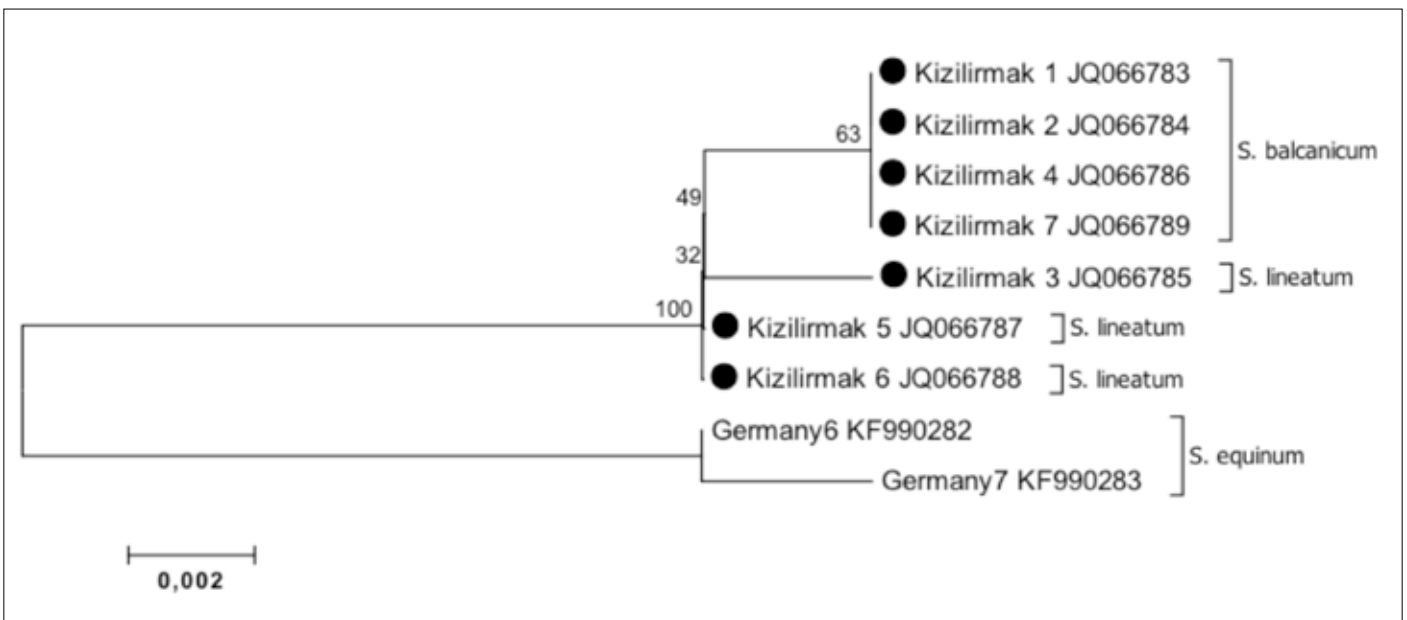 Kizilirmak 1 JQ066783
Kizilirmak 2 JQ066784
63
S. balcanicum
Kizilirmak 4 JQ066786
49
Kizilirmak 7 JQ066789
32
Kizilirmak 3 JQ066785
S. lineatum
100
Kizilirmak 5 JQ066787
S. lineatum
Kizilirmak 6 JQ066788
S. lineatum
Germany6 KF990282
S. equinum
Germany7 KF990283
0,002